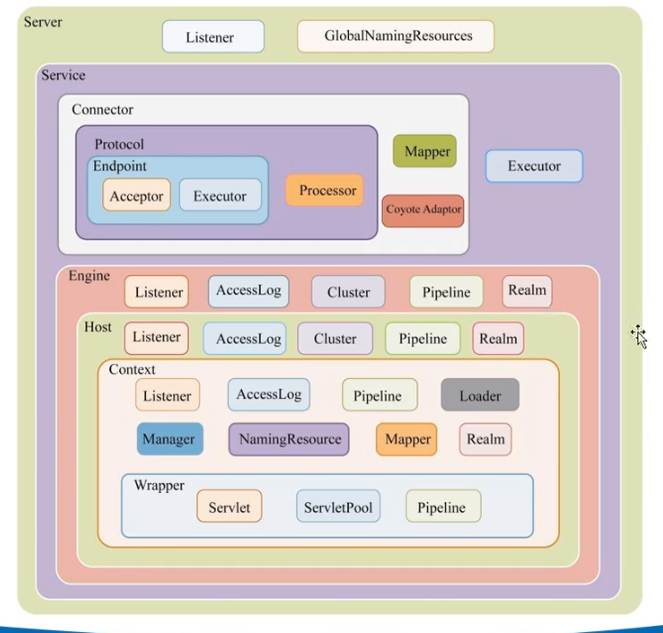 Server
Listener
GlobalNamingResources
Service
Connector
Protocol
Endpoint
Acceptor
Executor
Processor
Mapper
Coyote Adaptor
Executor
Engine
Listener
AccessLog
Cluster
Pipeline
Realm
Host
Listener
AccessLog
Cluster
Pipeline
Realm
Context
Listener
AccessLog
Pipeline
Loader
Manager
NamingResource
Mapper
Realm
Wrapper
Servlet
ServletPool
Pipeline